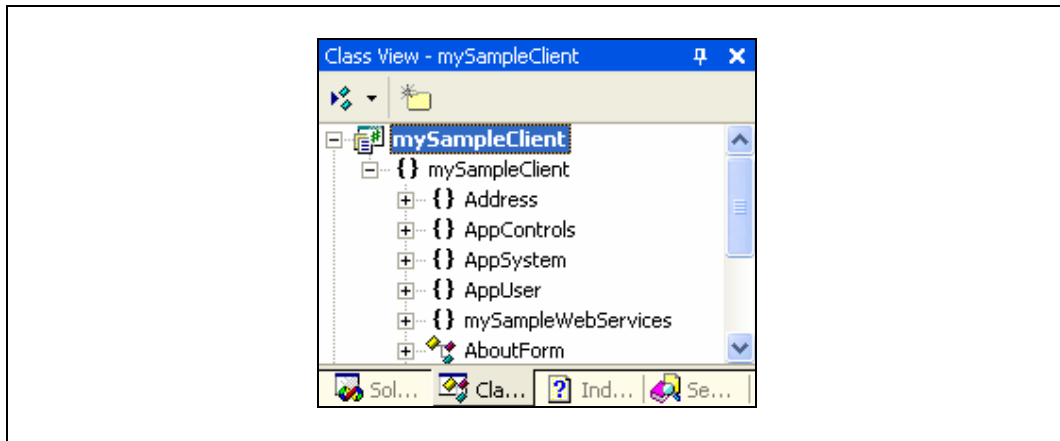 Class View - mySampleClient
mySampleClient
{} mySampleClient
{} Address
{} AppControls
{} AppSystem
{} AppUser
{} mySampleWebServices
AboutForm
Sol... Cla... Ind... Se...